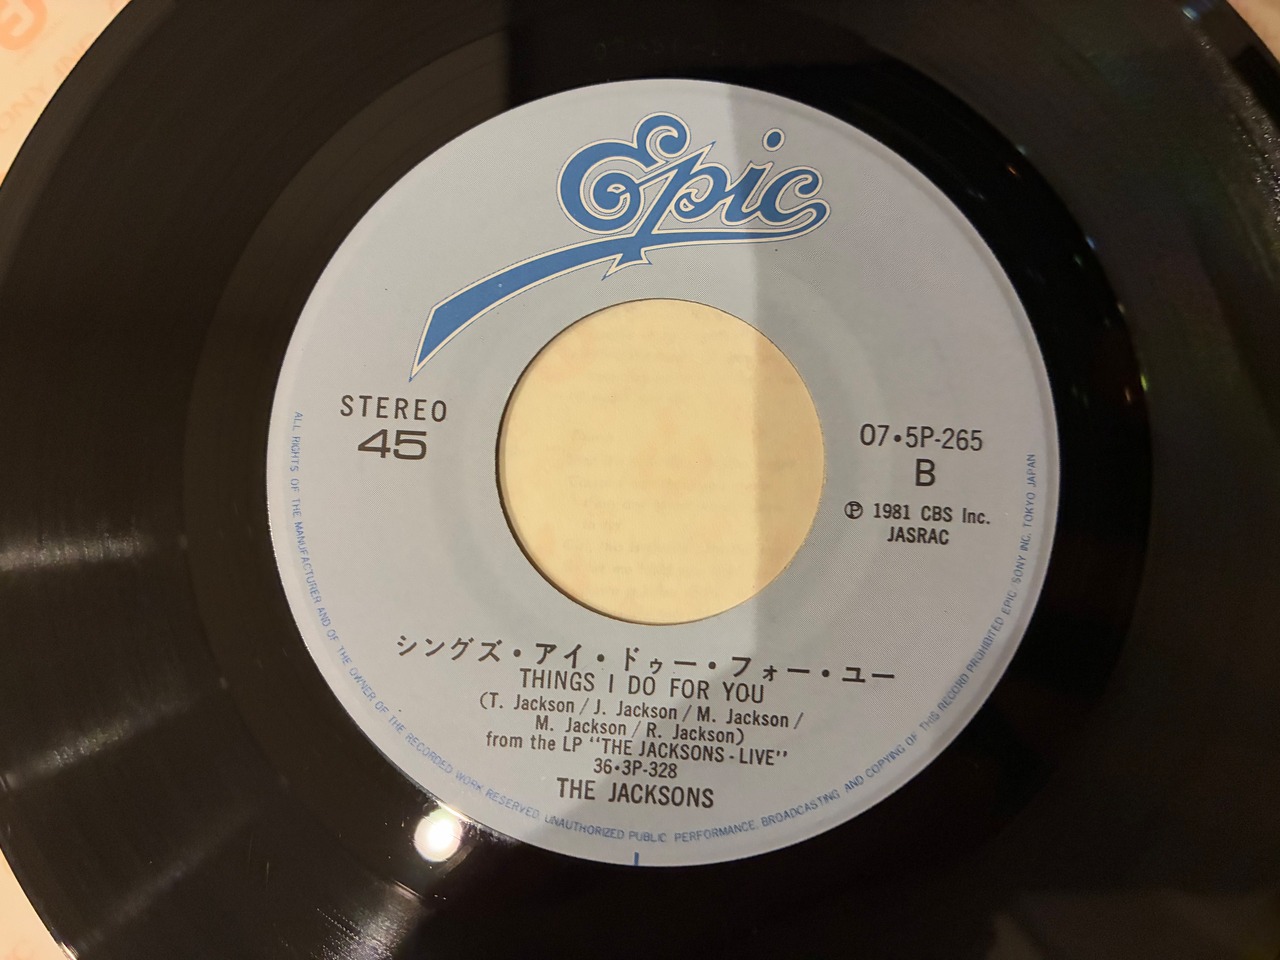 Epic
STEREO
45
07・5P-265
B
Ⓟ 1981 CBS Inc.
JASRAC
シングズ・アイ・ドゥー・フォー・ユー
THINGS I DO FOR YOU
(T. Jackson / J. Jackson / M. Jackson /
M. Jackson / R. Jackson)
from the LP "THE JACKSONS - LIVE"
36・3P-328
THE JACKSONS
ALL RIGHTS OF THE MANUFACTURER AND OF THE OWNER OF THE RECORDED WORK RESERVED. UNAUTHORIZED PUBLIC PERFORMANCE, BROADCASTING AND COPYING OF THIS RECORD PROHIBITED EPIC/SONY INC. TOKYO JAPAN